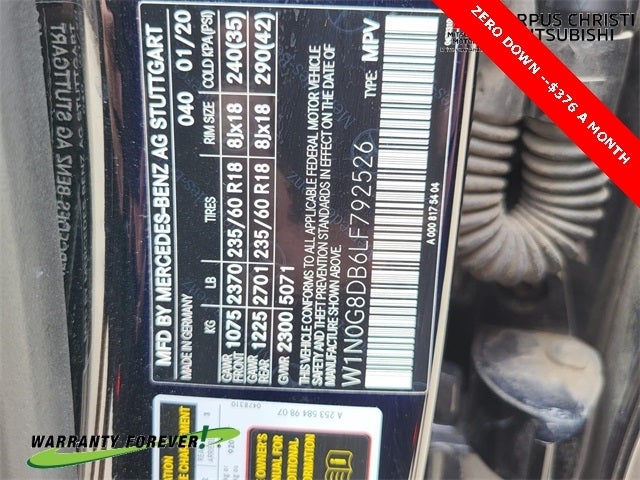 MFD BY MERCEDES-BENZ AG STUTTGART
MADE IN GERMANY 040 01/20
KG LB TIRES RIM SIZE COLD KPA(PSI)
GAWR FRONT 1075 2370 235/60 R18 8Jx18 240(35)
GAWR REAR 1225 2701 235/60 R18 8Jx18 290(42)
GVWR 2300 5071
THIS VEHICLE CONFORMS TO ALL APPLICABLE FEDERAL MOTOR VEHICLE
AND THEFT PREVENTION STANDARDS IN EFFECT ON THE DATE OF
MANUFACTURE SHOWN ABOVE.
W1N0G8DB6LF792526 TYPE: MPV
A 000 817 54 04
A 253 584 98 07
0478310
OWNER'S
FOR
INFORMATION
ZERO DOWN --$376 A MONTH
RPUS CHRISTI
MITSUBISHI
WARRANTY FOREVER!